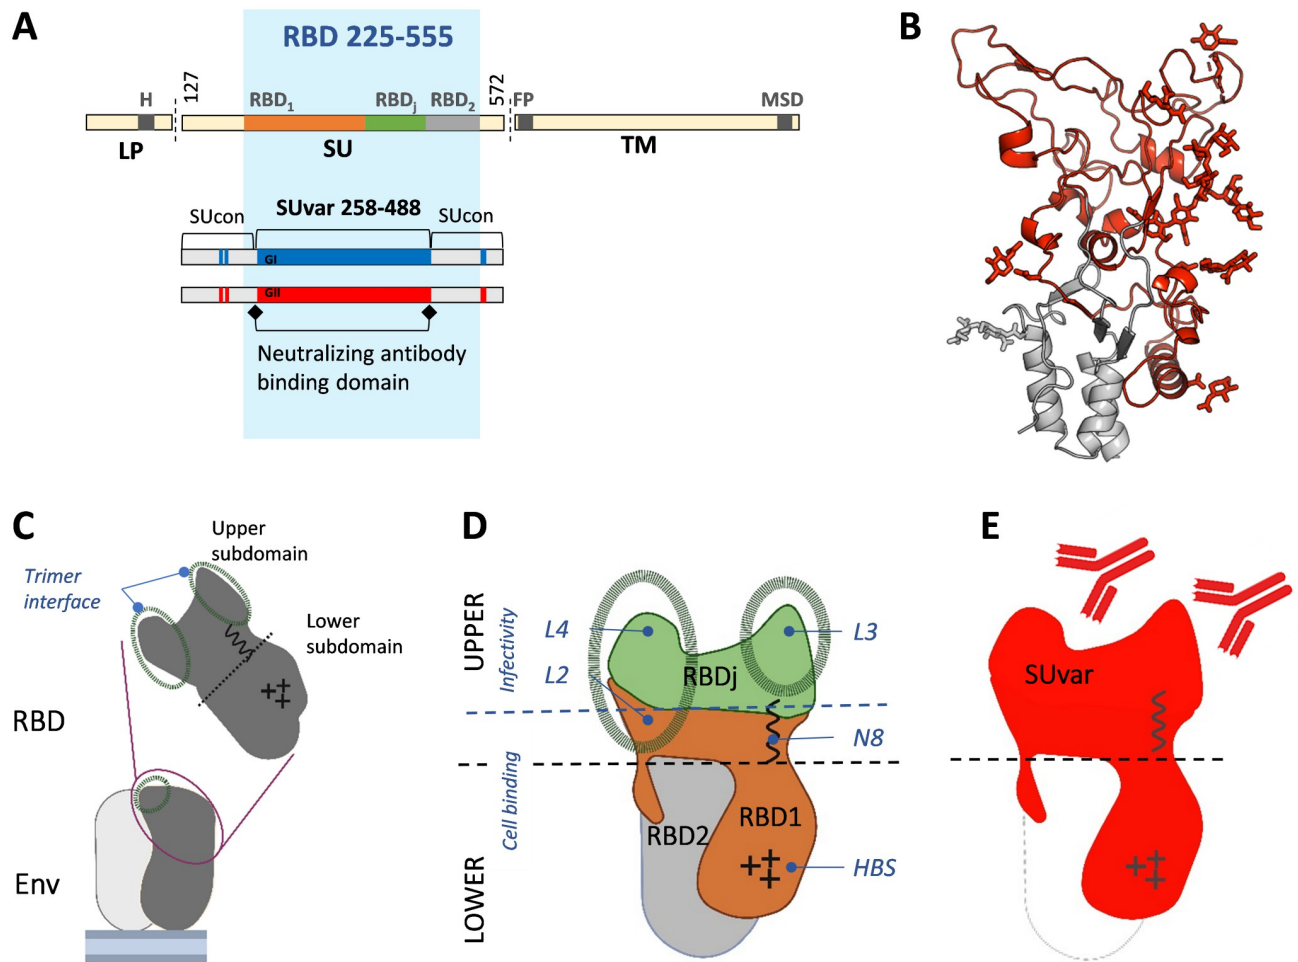 A
RBD 225-555
127
572
H
RBD1
RBDj
RBD2
FP
MSD
LP
SU
TM
SUcon
SUvar 258-488
SUcon
GI
GII
Neutralizing antibody
binding domain
B
C
Upper
subdomain
Trimer
interface
Lower
subdomain
++
+
RBD
Env
D
UPPER
Infectivity
L4
L2
L3
RBDj
N8
LOWER
Cell binding
RBD2
RBD1
++
+
HBS
E
SUvar
++
+